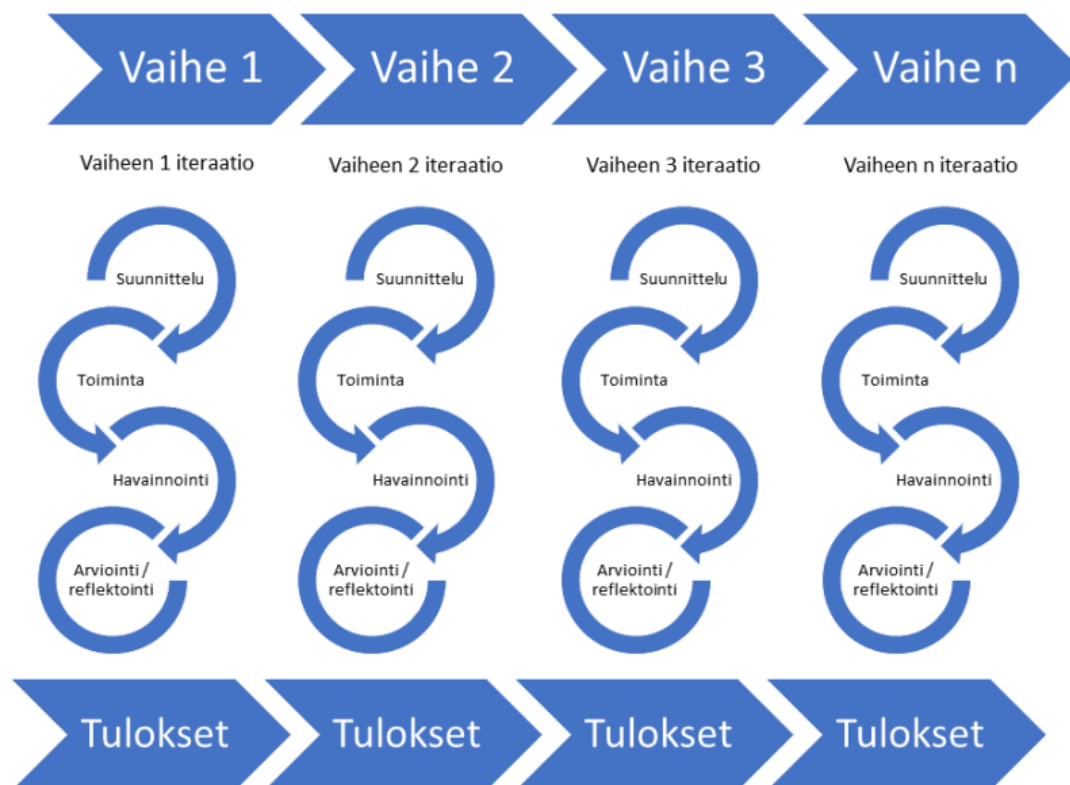 Vaihe 1
Vaihe 2
Vaihe 3
Vaihe n
Vaiheen 1 iteraatio
Vaiheen 2 iteraatio
Vaiheen 3 iteraatio
Vaiheen n iteraatio
Suunnittelu
Toiminta
Havainnointi
Arviointi /
reflektointi
Suunnittelu
Toiminta
Havainnointi
Arviointi /
reflektointi
Suunnittelu
Toiminta
Havainnointi
Arviointi /
reflektointi
Suunnittelu
Toiminta
Havainnointi
Arviointi /
reflektointi
Tulokset
Tulokset
Tulokset
Tulokset